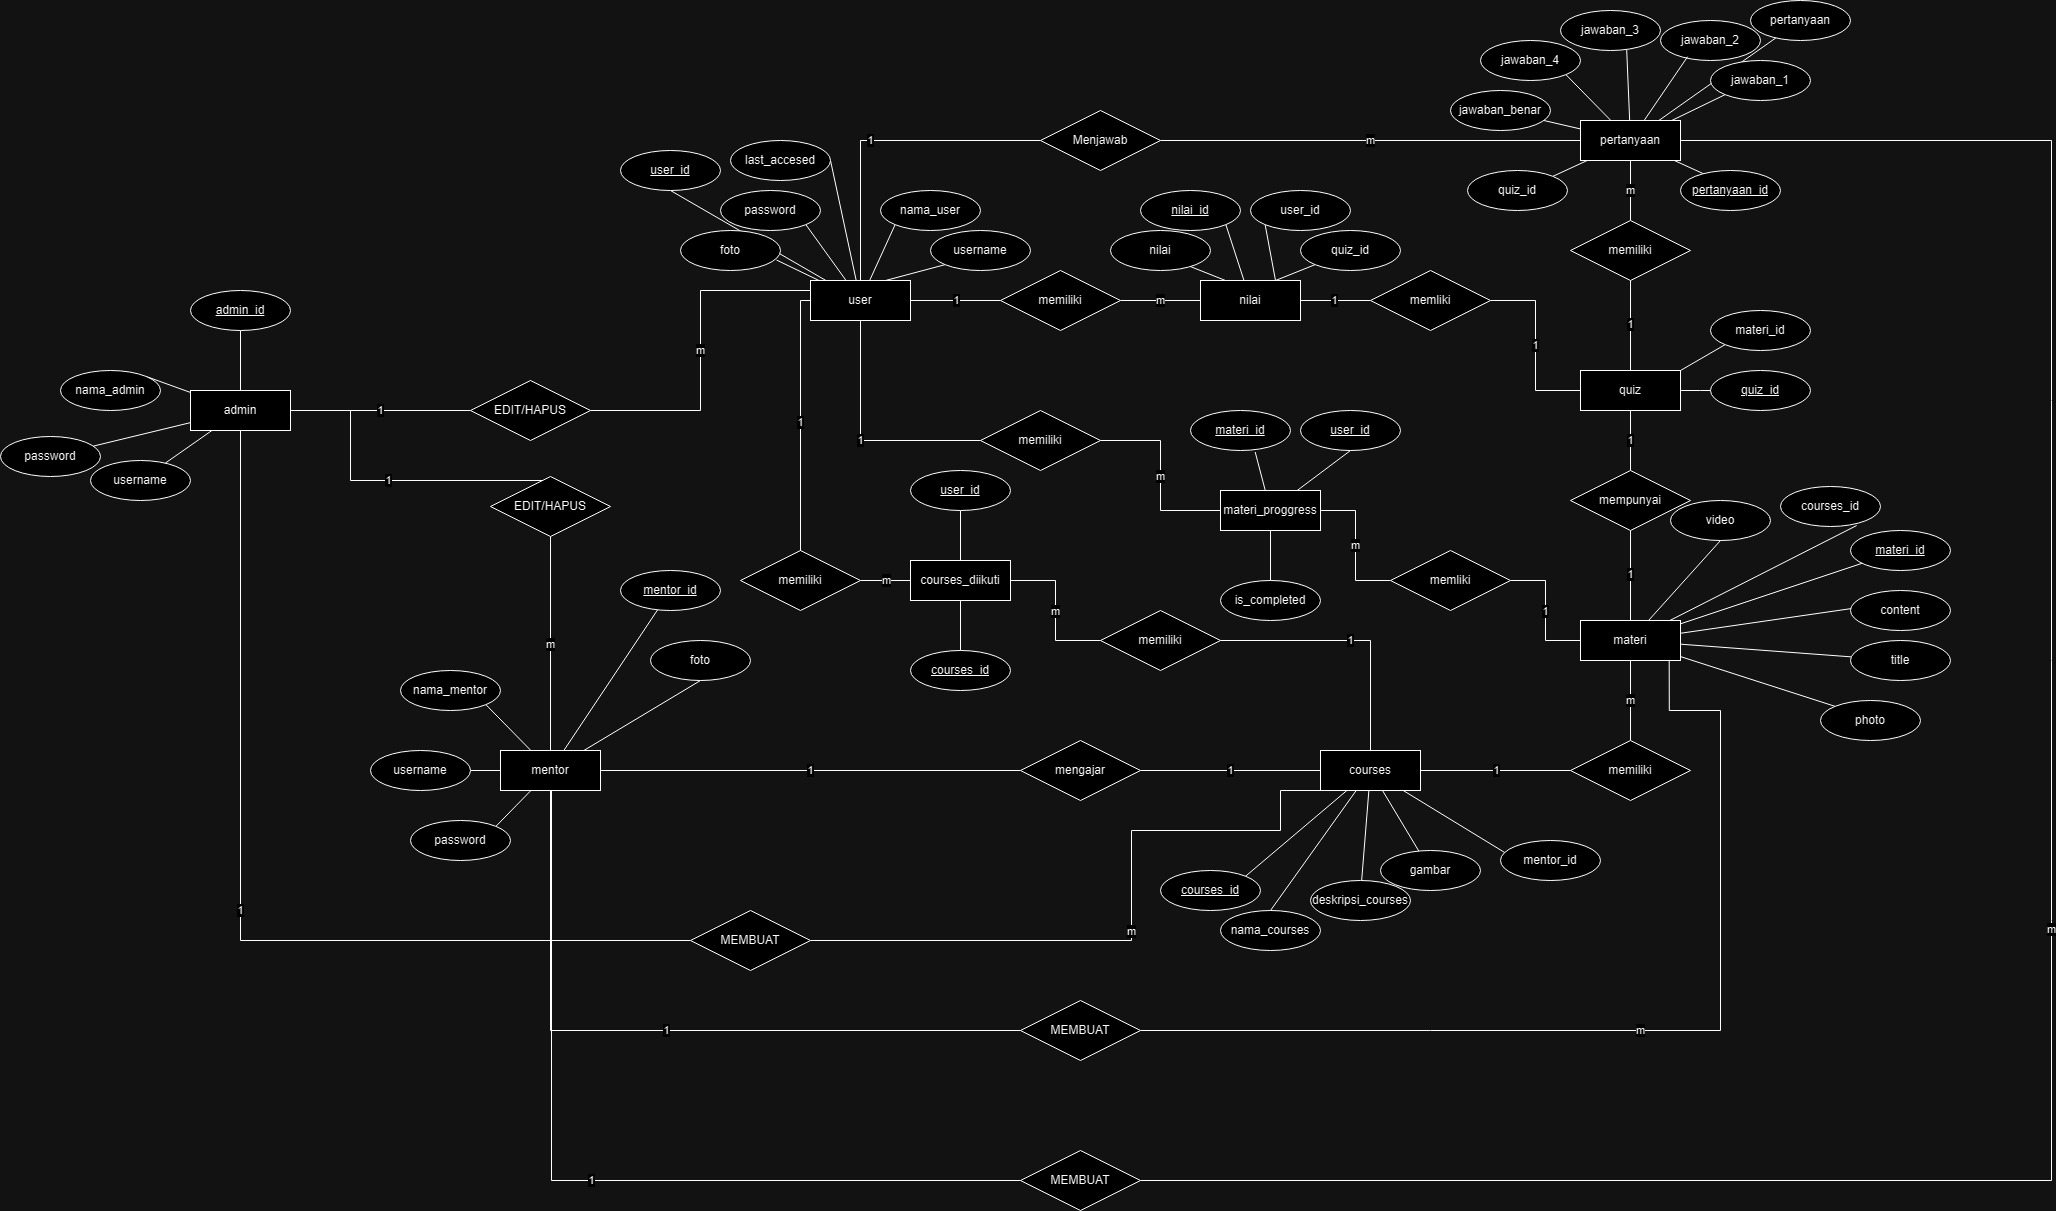 pertanyaan
jawaban_3
jawaban_2
jawaban_4
jawaban_1
jawaban_benar
1
Menjawab
m
pertanyaan
last_accesed
user_id
m
quiz_id
pertanyaan_id
password
nama_user
nilai_id
user_id
foto
username
nilai
quiz_id
memiliki
user
1
memiliki
m
nilai
1
memliki
admin_id
1
materi_id
m
1
nama_admin
quiz
quiz_id
admin
1
EDIT/HAPUS
1
materi_id
user_id
1
memiliki
1
password
username
1
m
user_id
mempunyai
EDIT/HAPUS
materi_proggress
video
courses_id
m
materi_id
memiliki
m
courses_diikuti
memliki
1
mentor_id
is_completed
content
m
1
m
memiliki
1
materi
foto
title
courses_id
nama_mentor
m
photo
username
mentor
1
mengajar
1
courses
1
memiliki
password
mentor_id
gambar
courses_id
deskripsi_courses
1
nama_courses
m
m
MEMBUAT
1
MEMBUAT
m
1
MEMBUAT